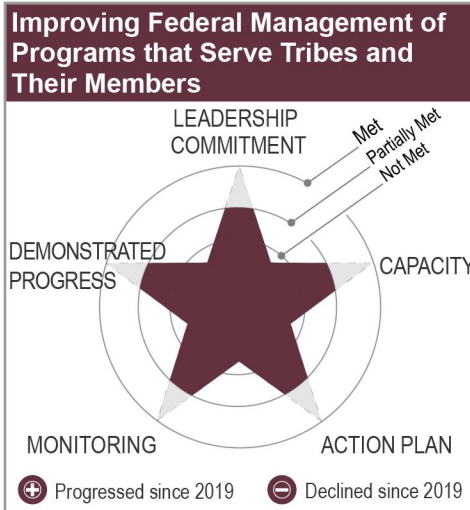 Improving Federal Management of
Programs that Serve Tribes and
Their Members
LEADERSHIP
COMMITMENT
Met
Partially Met
Not Met
DEMONSTRATED
PROGRESS
CAPACITY
MONITORING
ACTION PLAN
Progressed since 2019
Declined since 2019